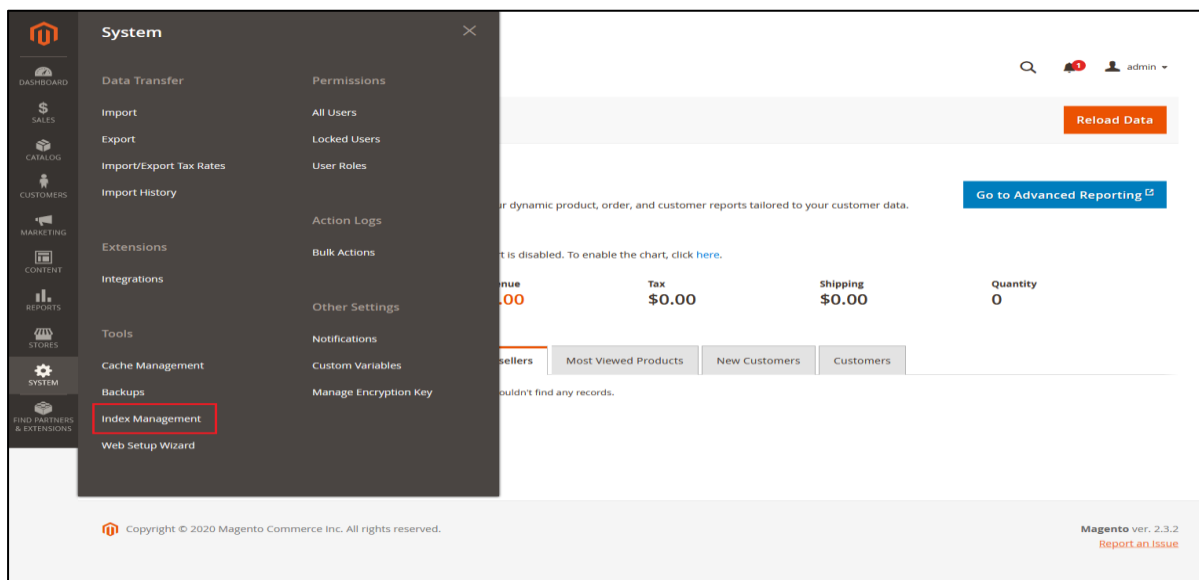 DASHBOARD
SALES
CATALOG
CUSTOMERS
MARKETING
CONTENT
REPORTS
STORES
SYSTEM
FIND PARTNERS
& EXTENSIONS
System
Data Transfer
Import
Export
Import/Export Tax Rates
Import History
Extensions
Integrations
Tools
Cache Management
Backups
Index Management
Web Setup Wizard
Permissions
All Users
Locked Users
User Roles
Action Logs
Bulk Actions
Other Settings
Notifications
Custom Variables
Manage Encryption Key
1
admin
Reload Data
Go to Advanced Reporting
dynamic product, order, and customer reports tailored to your customer data.
is disabled. To enable the chart, click here.
Tax
Shipping
Quantity
.00
$0.00
$0.00
0
Most Viewed Products
New Customers
Customers
find any records.
Copyright © 2020 Magento Commerce Inc. All rights reserved.
Magento ver. 2.3.2
Report an Issue